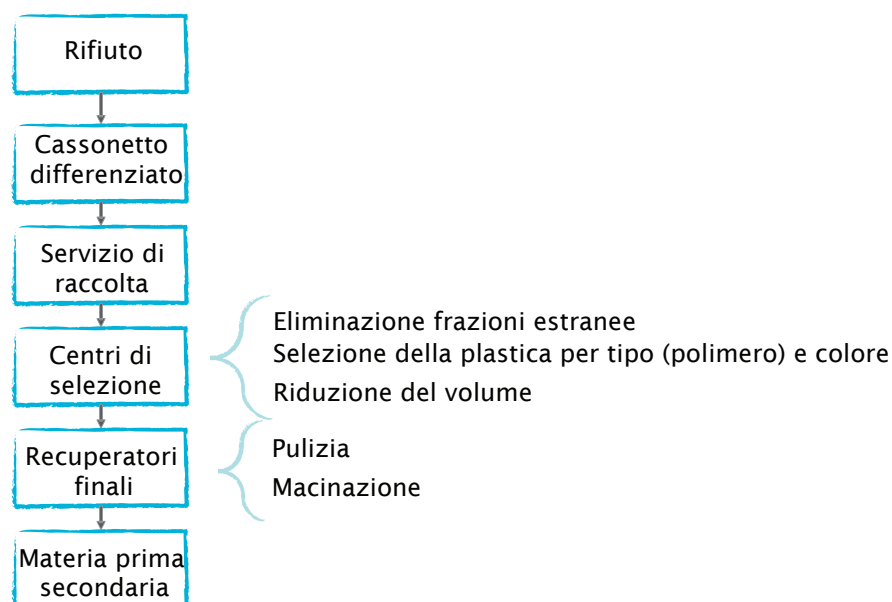 Rifiuto
Cassonetto
differenziato
Servizio di
raccolta
Centri di
selezione
Eliminazione frazioni estranee
Selezione della plastica per tipo (polimero) e colore
Riduzione del volume
Recuperatori
finali
Pulizia
Macinazione
Materia prima
secondaria